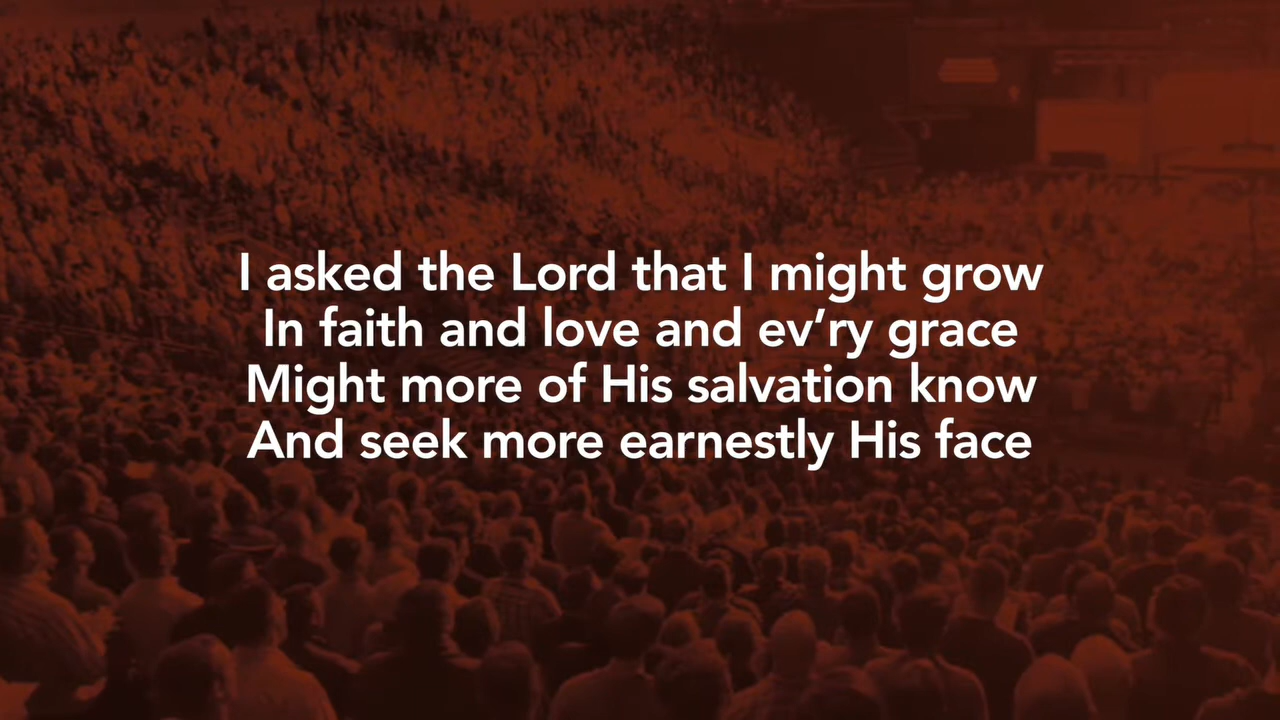 I asked the Lord that I might grow
In faith and love and ev’ry grace
Might more of His salvation know
And seek more earnestly His face